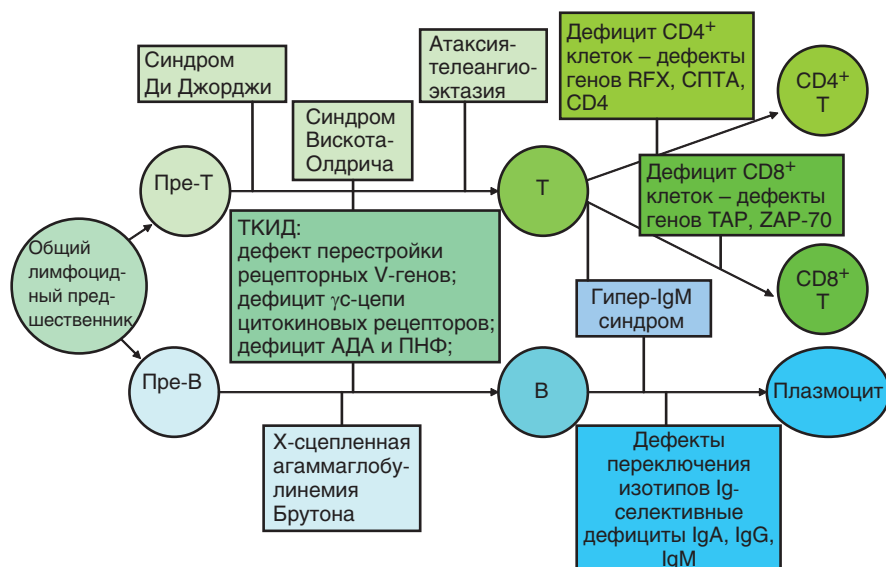 Синдром
Ди Джорджи
Атаксия-
телеангио-
эктазия
Дефицит CD4+
клеток – дефекты
генов RFX, СПТА,
CD4
CD4+
T
Синдром
Вискота-
Олдрича
Пре-Т
Т
Дефицит CD8+
клеток – дефекты
генов TAP, ZAP-70
Общий
лимфоцид-
ный пред-
шественник
ТКИД:
дефект перестройки
рецепторных V-генов;
дефицит γс-цепи
цитокиновых рецепторов;
дефицит АДА и ПНФ;
Гипер-IgM
синдром
CD8+
T
Пре-В
В
Плазмоцит
Х-сцепленная
агаммаглобу-
линемия
Брутона
Дефекты
переключения
изотипов Ig-
селективные
дефициты IgA, IgG,
IgM